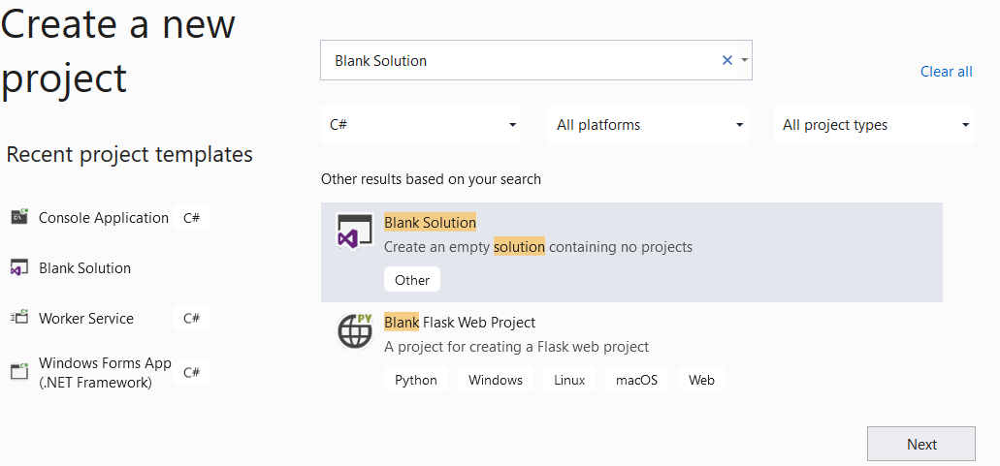 Create a new
project
Blank Solution
Clear all
C#
All platforms
All project types
Recent project templates
Console Application C#
Blank Solution
Worker Service C#
Windows Forms App
(.NET Framework) C#
Other results based on your search
Blank Solution
Create an empty solution containing no projects
Other
PY
Blank Flask Web Project
A project for creating a Flask web project
Python Windows Linux macOS Web
Next